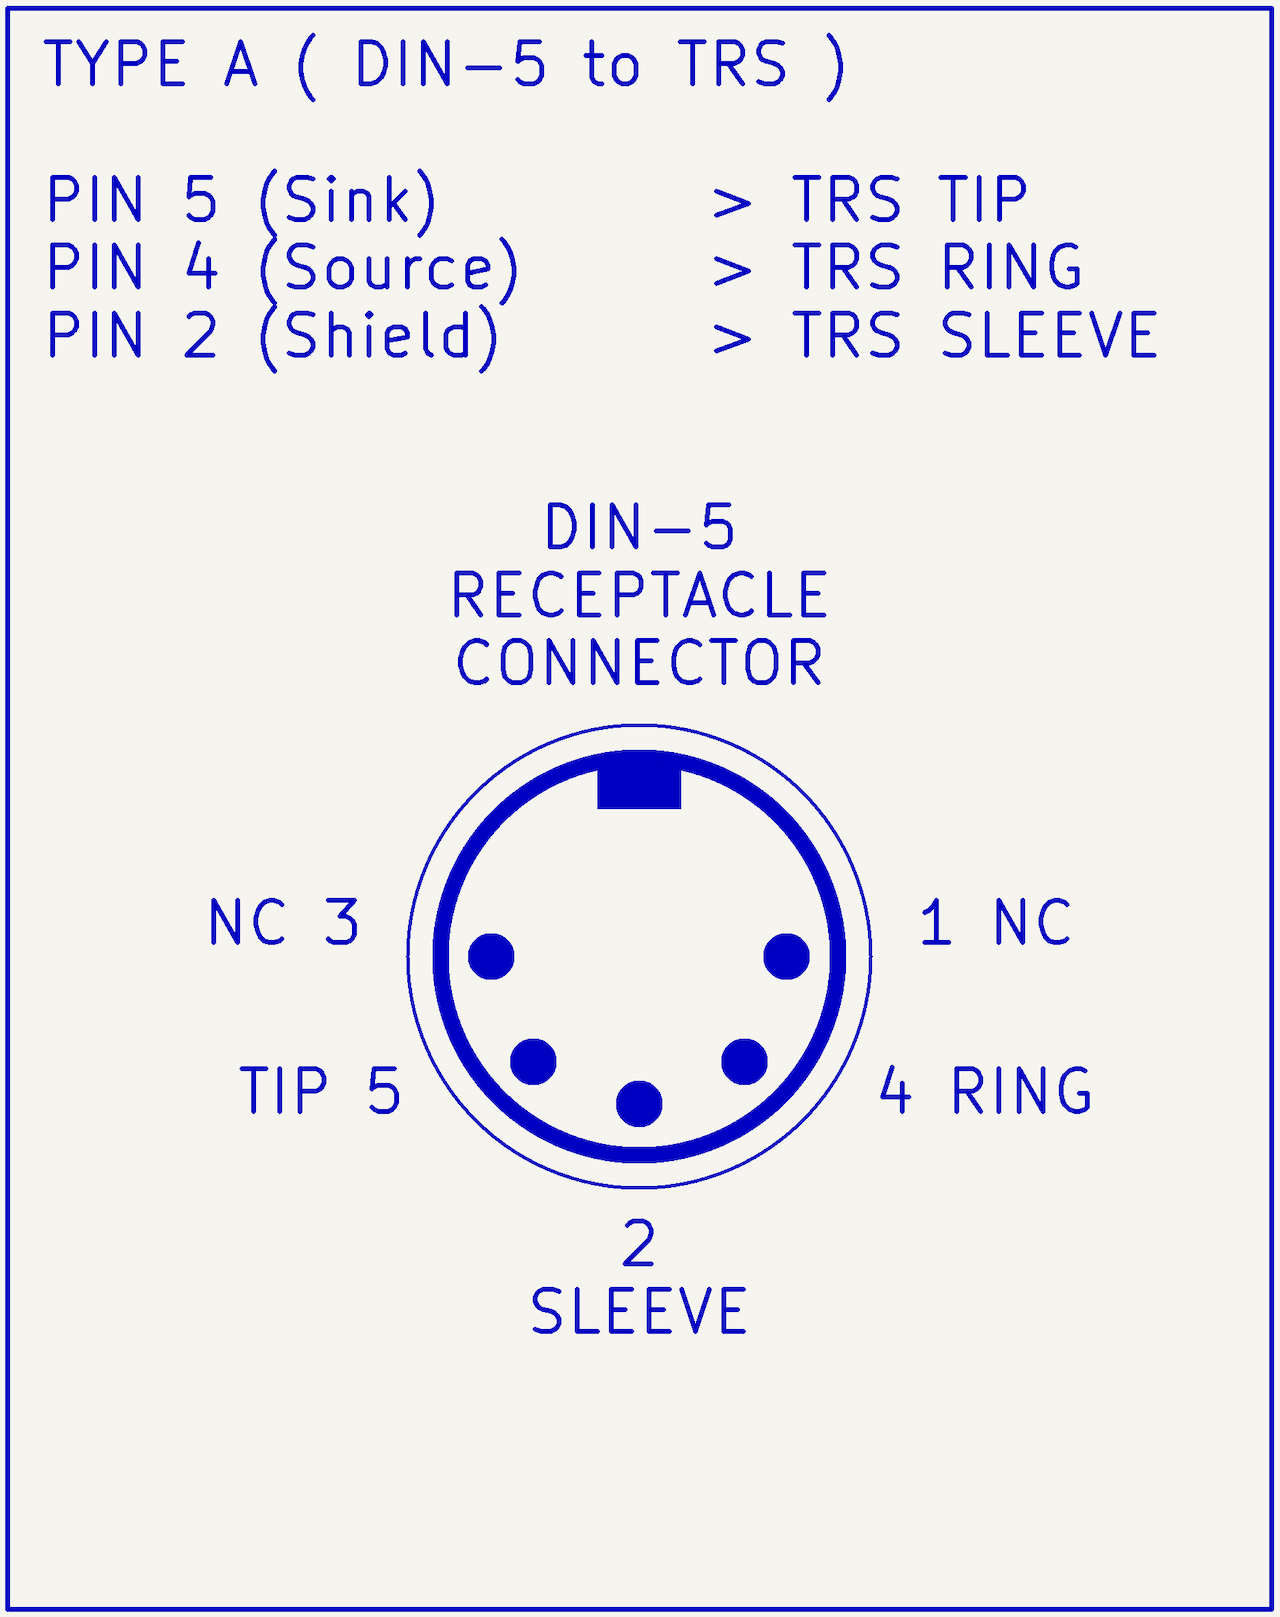 TYPE A ( DIN-5 to TRS )
PIN 5 (Sink) > TRS TIP
PIN 4 (Source) > TRS RING
PIN 2 (Shield) > TRS SLEEVE
DIN-5
RECEPTACLE
CONNECTOR
NC 3
1 NC
TIP 5
4 RING
2
SLEEVE